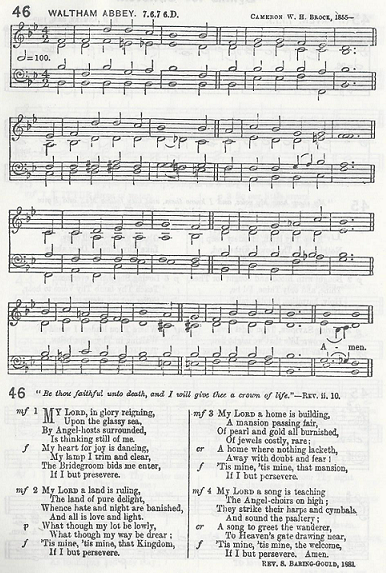 46 WALTHAM ABBEY. 7.6.7 6.D. CAMERON W. H. BROCK, 1855–
=100.
A - men.
46 "Be thou faithful unto death, and I will give thee a crown of life."—REV. ii. 10.
mf 1 MY LORD, in glory reigning,
Upon the glassy sea,
By Angel-hosts surrounded,
Is thinking still of me.
f My heart for joy is dancing,
My lamp I trim and clear,
The Bridegroom bids me enter,
If I but presevere.
mf 2 MY LORD a land is ruling,
The land of pure delight,
Whence hate and night are banished,
And all is love and light.
p What though my lot be lowly,
What though my way be drear;
f 'Tis mine, 'tis mine, that Kingdom,
If I but persevere.
mf 3 MY LORD a home is building,
A mansion passing fair,
Of pearl and gold all burnished,
Of jewels costly, rare;
cr A home where nothing lacketh,
Away with doubt and fear!
f 'Tis mine, 'tis mine, that mansion,
If I but persevere.
mf 4 MY LORD a song is teaching
The Angel-choirs on high;
They strike their harps and cymbals
And sound the psaltery;
cr A song to greet the wanderer,
To Heaven's gate drawing near,
f 'Tis mine, 'tis mine, the welcome,
If I but persevere. Amen.
REV. S. BARING-GOULD, 1883.